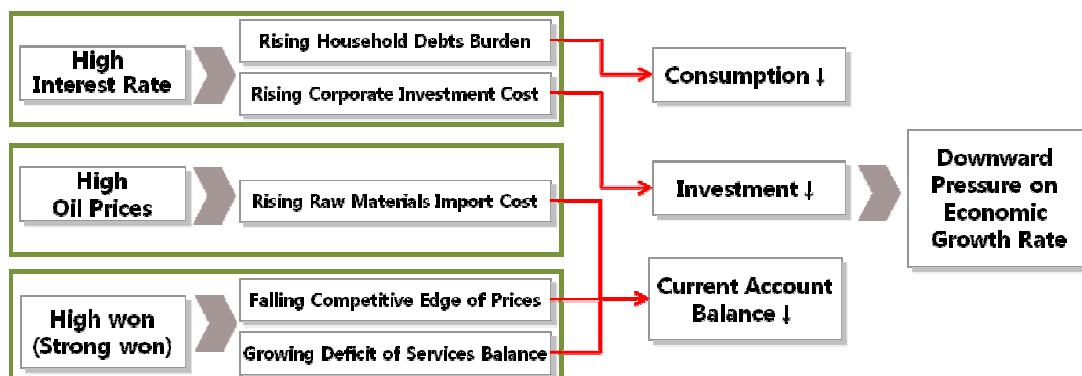 High
Interest Rate
Rising Household Debts Burden
Rising Corporate Investment Cost
Consumption ↓
High
Oil Prices
Rising Raw Materials Import Cost
Investment ↓
Downward
Pressure on
Economic
Growth Rate
High won
(Strong won)
Falling Competitive Edge of Prices
Growing Deficit of Services Balance
Current Account
Balance ↓